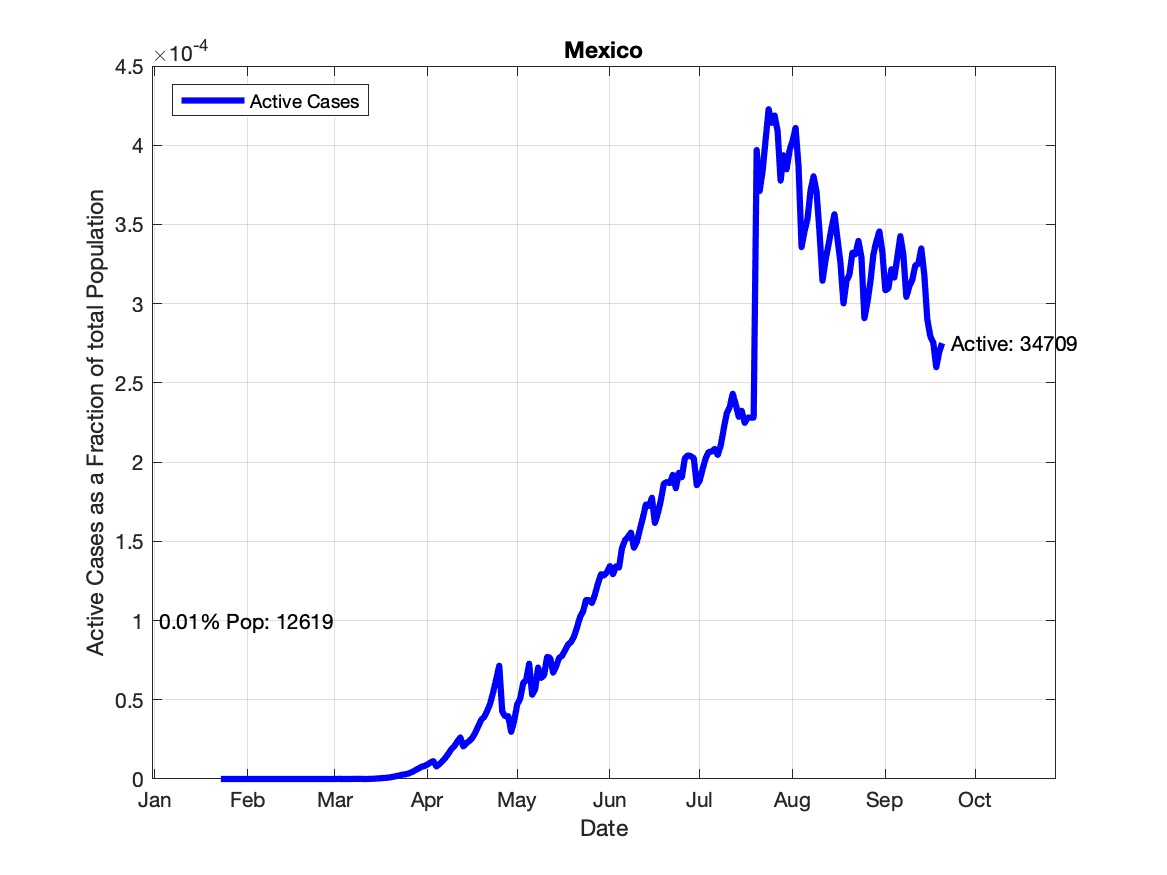 Mexico
×10-4
4.5
4
3.5
3
2.5
2
1.5
1
0.5
0
Active Cases as a Fraction of total Population
Active Cases
Active: 34709
0.01% Pop: 12619
Jan Feb Mar Apr May Jun Jul Aug Sep Oct
Date